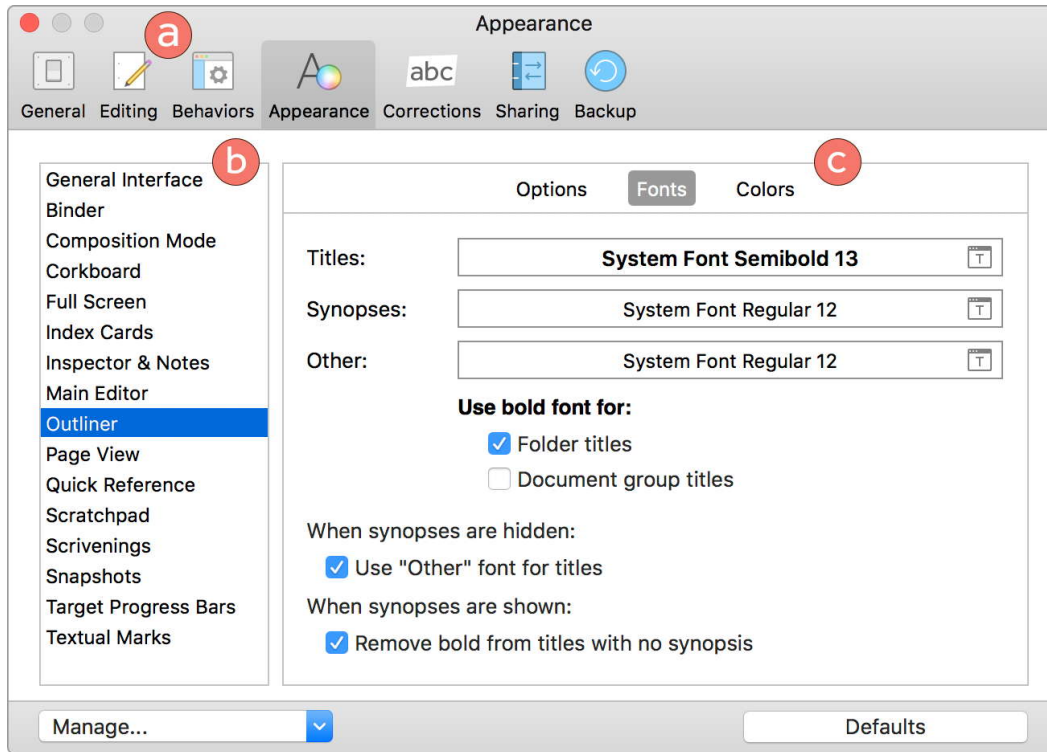 Appearance
a
General Editing Behaviors Appearance abc Corrections Sharing Backup
b
c
General Interface
Binder
Composition Mode
Corkboard
Full Screen
Index Cards
Inspector & Notes
Main Editor
Outliner
Page View
Quick Reference
Scratchpad
Scrivenings
Snapshots
Target Progress Bars
Textual Marks
Options Fonts Colors
Titles: System Font Semibold 13 T
Synopses: System Font Regular 12 T
Other: System Font Regular 12 T
Use bold font for:
Folder titles
Document group titles
When synopses are hidden:
Use "Other" font for titles
When synopses are shown:
Remove bold from titles with no synopsis
Manage... Defaults